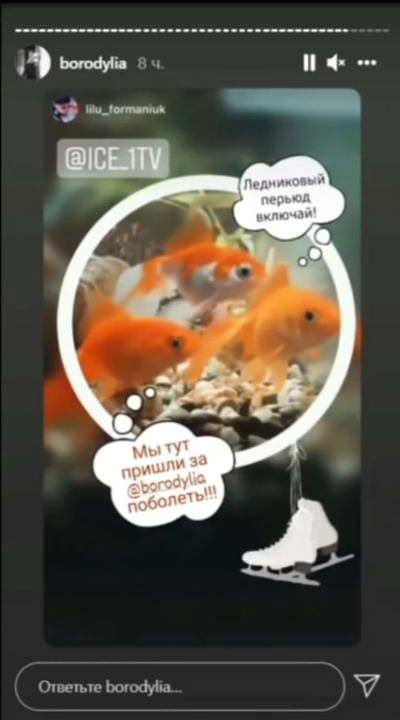 borodylia 8 ч.
lilu_formaniuk
@ICE_1TV
Ледниковый
перьюд
включай!
Мы тут
пришли за
@borodylia
поболеть!!!
Ответьте borodylia...